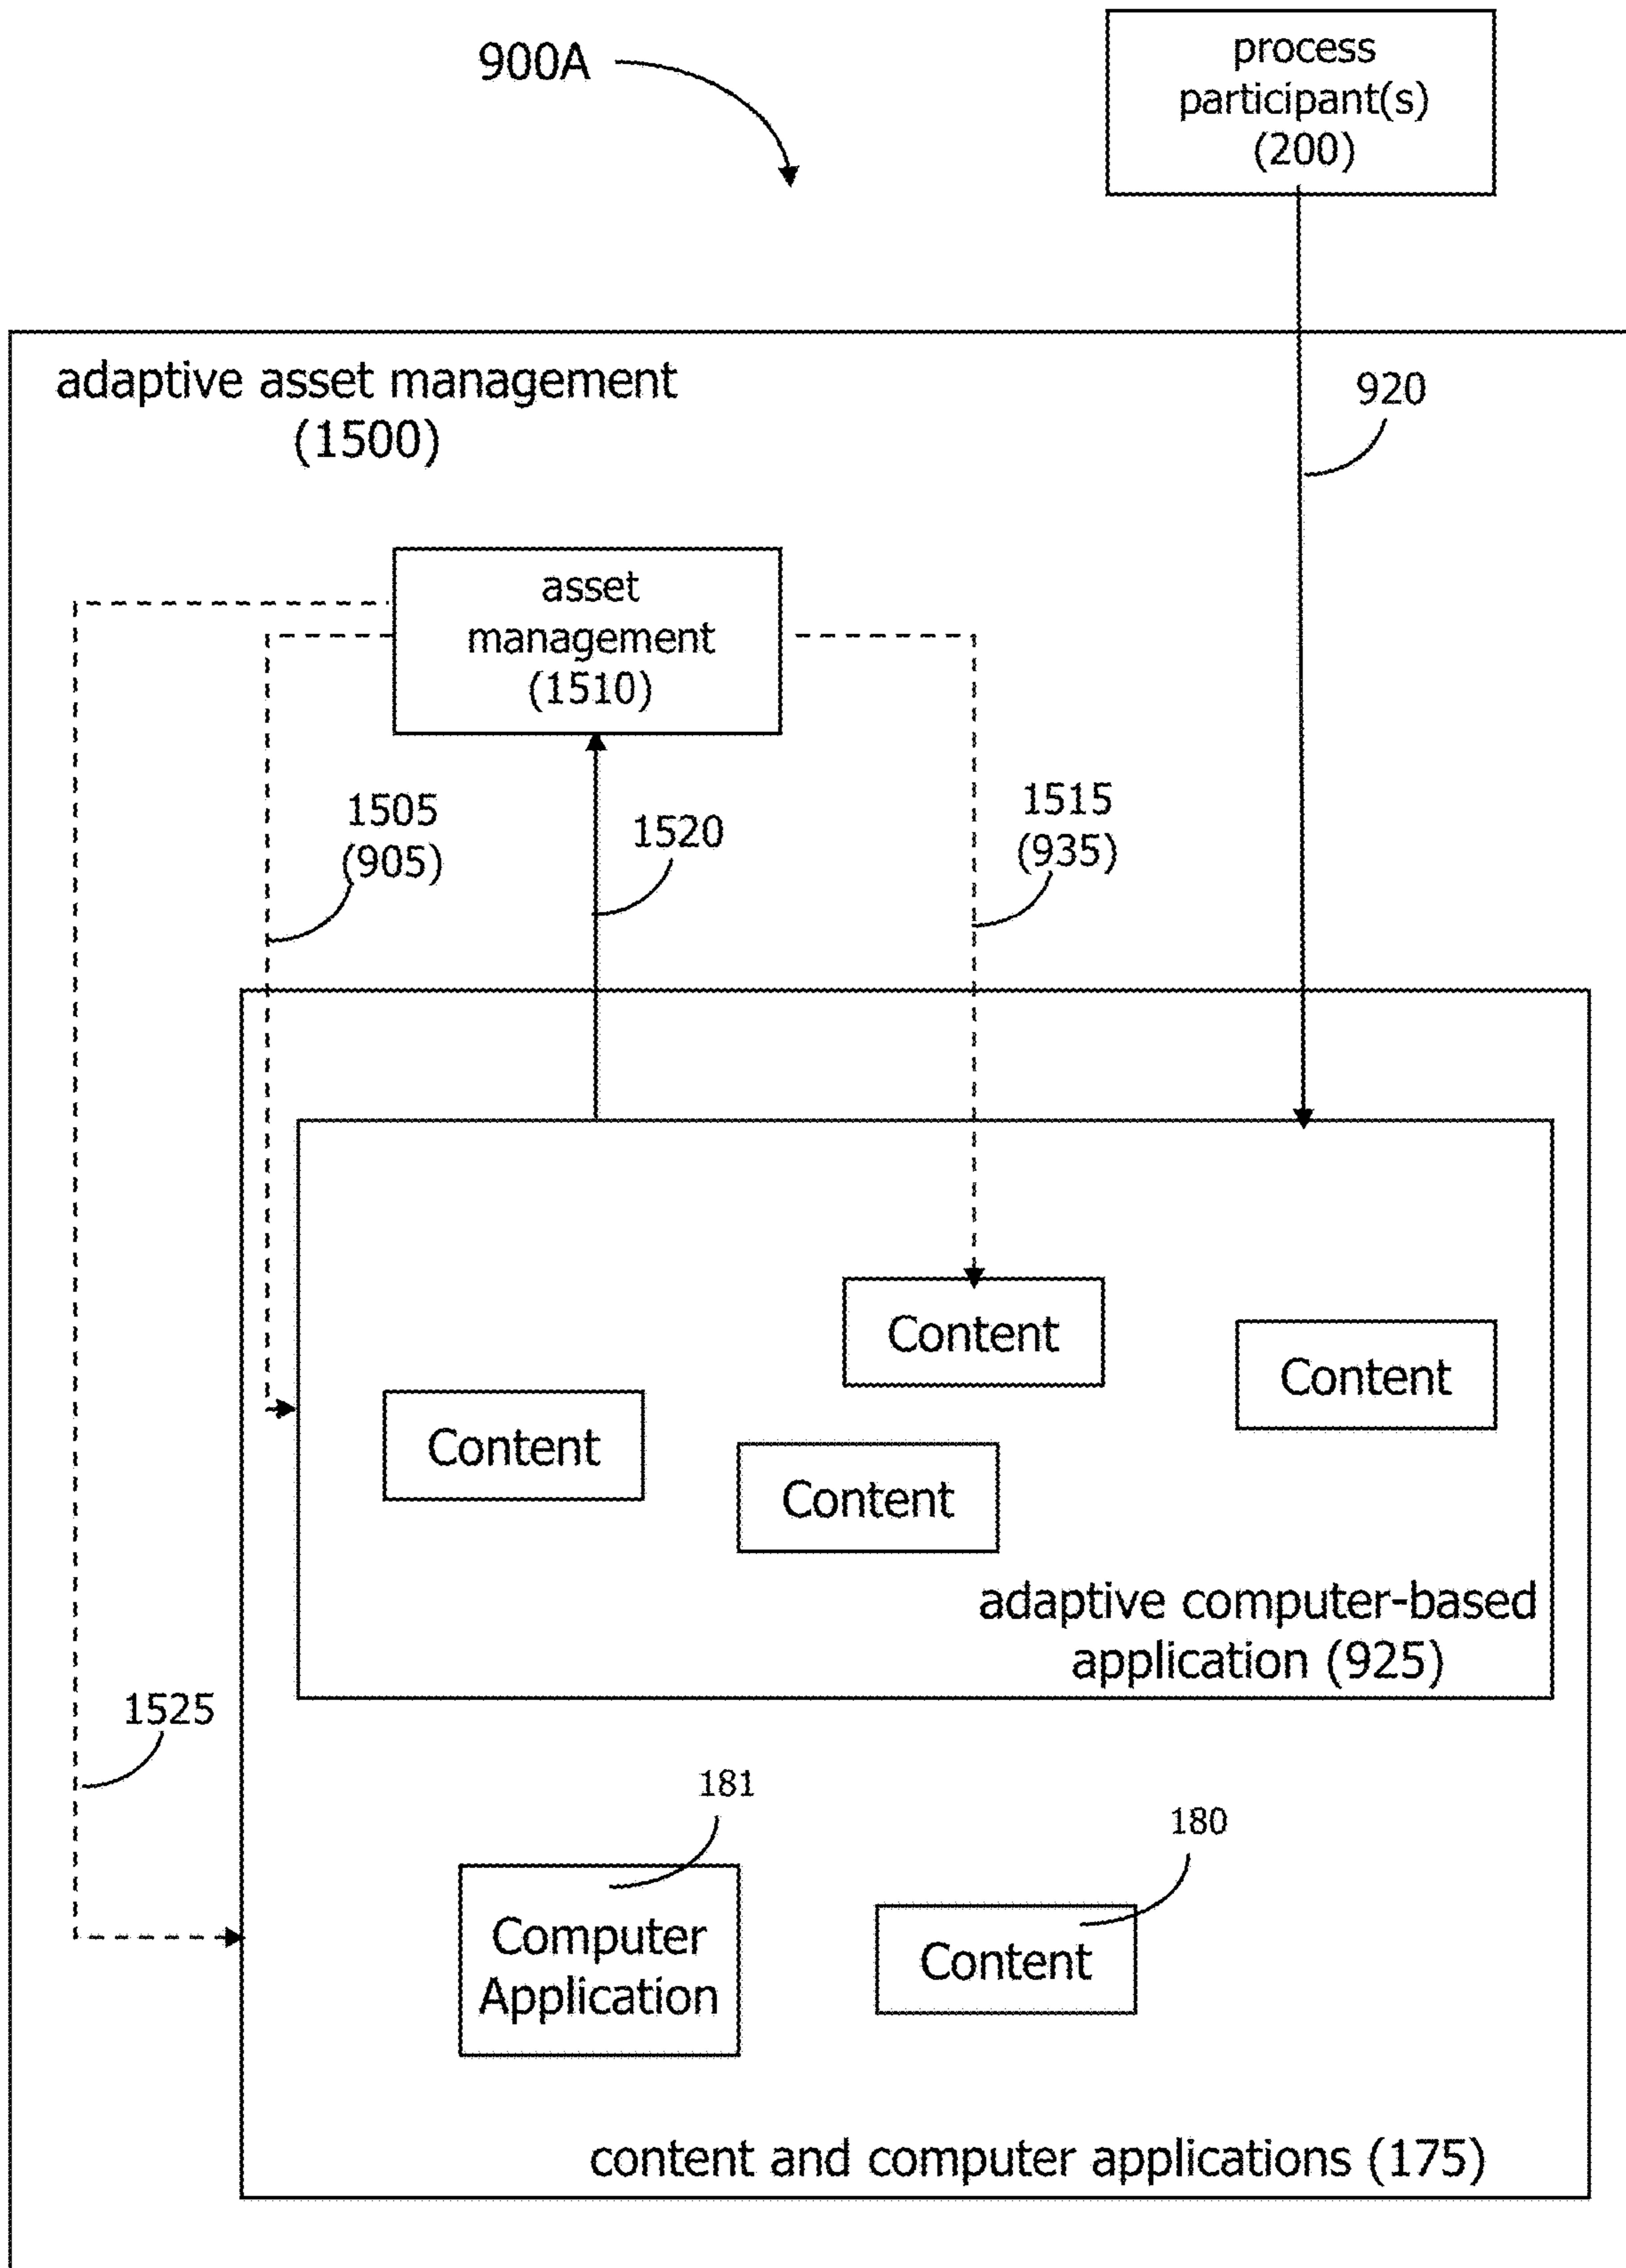 900A
process
participant(s)
(200)
adaptive asset management
(1500)
920
asset
management
(1510)
1505
(905)
1520
1515
(935)
Content
Content
Content
Content
adaptive computer-based
application (925)
1525
181
180
Computer
Application
Content
content and computer applications (175)